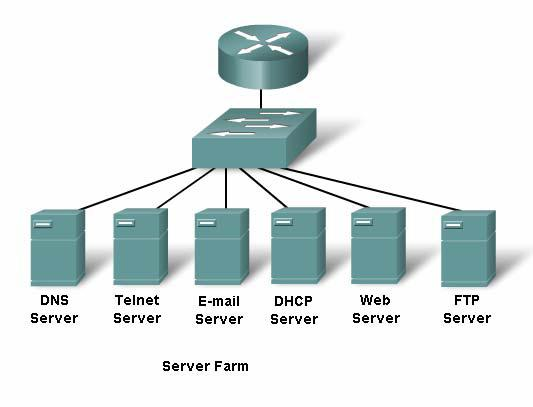 DNS
Server
Telnet
Server
E-mail
Server
DHCP
Server
Web
Server
FTP
Server
Server Farm